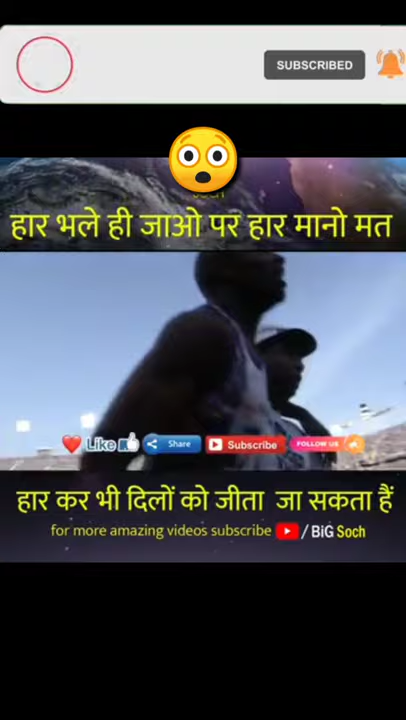 SUBSCRIBED
हार भले ही जाओ पर हार मानो मत
Like Share Subscribe FOLLOW US
हार कर भी दिलों को जीता जा सकता हैं
for more amazing videos subscribe / BiG Soch